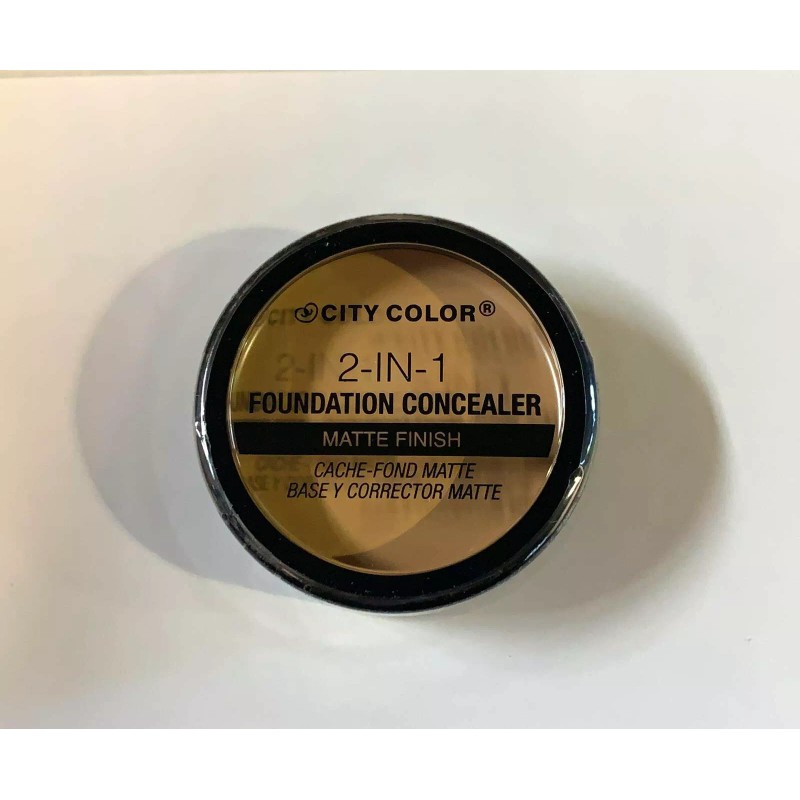 CITY COLOR®
2-IN-1
FOUNDATION CONCEALER
MATTE FINISH
CACHE-FOND MATTE
BASE Y CORRECTOR MATTE